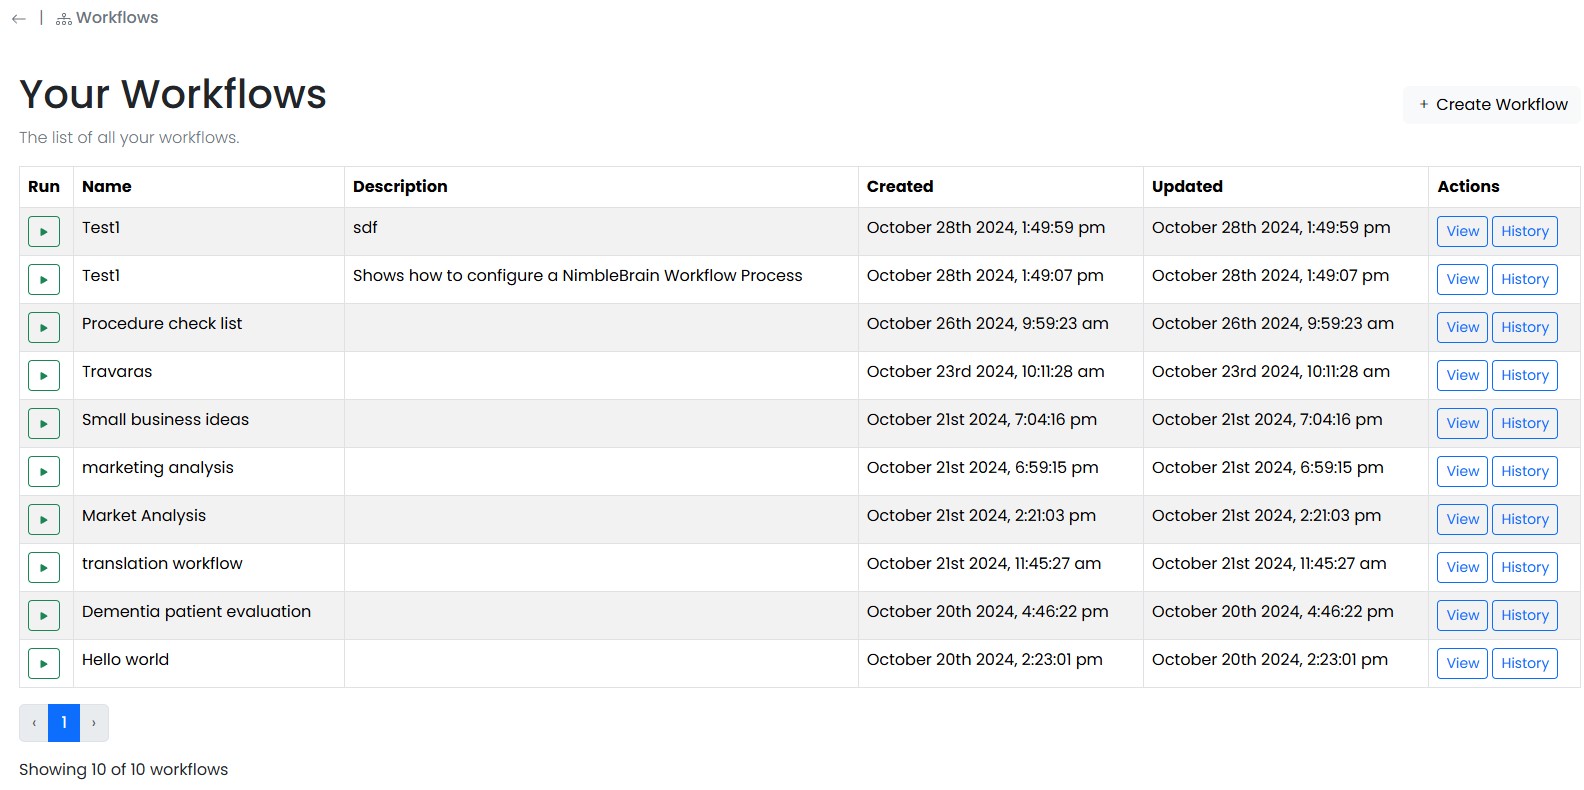 ← | Workflows
Your Workflows
+ Create Workflow
The list of all your workflows.
Run Name Description Created Updated Actions
Test1 sdf October 28th 2024, 1:49:59 pm October 28th 2024, 1:49:59 pm View History
Test1 Shows how to configure a NimbleBrain Workflow Process October 28th 2024, 1:49:07 pm October 28th 2024, 1:49:07 pm View History
Procedure check list October 26th 2024, 9:59:23 am October 26th 2024, 9:59:23 am View History
Travaras October 23rd 2024, 10:11:28 am October 23rd 2024, 10:11:28 am View History
Small business ideas October 21st 2024, 7:04:16 pm October 21st 2024, 7:04:16 pm View History
marketing analysis October 21st 2024, 6:59:15 pm October 21st 2024, 6:59:15 pm View History
Market Analysis October 21st 2024, 2:21:03 pm October 21st 2024, 2:21:03 pm View History
translation workflow October 21st 2024, 11:45:27 am October 21st 2024, 11:45:27 am View History
Dementia patient evaluation October 20th 2024, 4:46:22 pm October 20th 2024, 4:46:22 pm View History
Hello world October 20th 2024, 2:23:01 pm October 20th 2024, 2:23:01 pm View History
‹ 1 ›
Showing 10 of 10 workflows